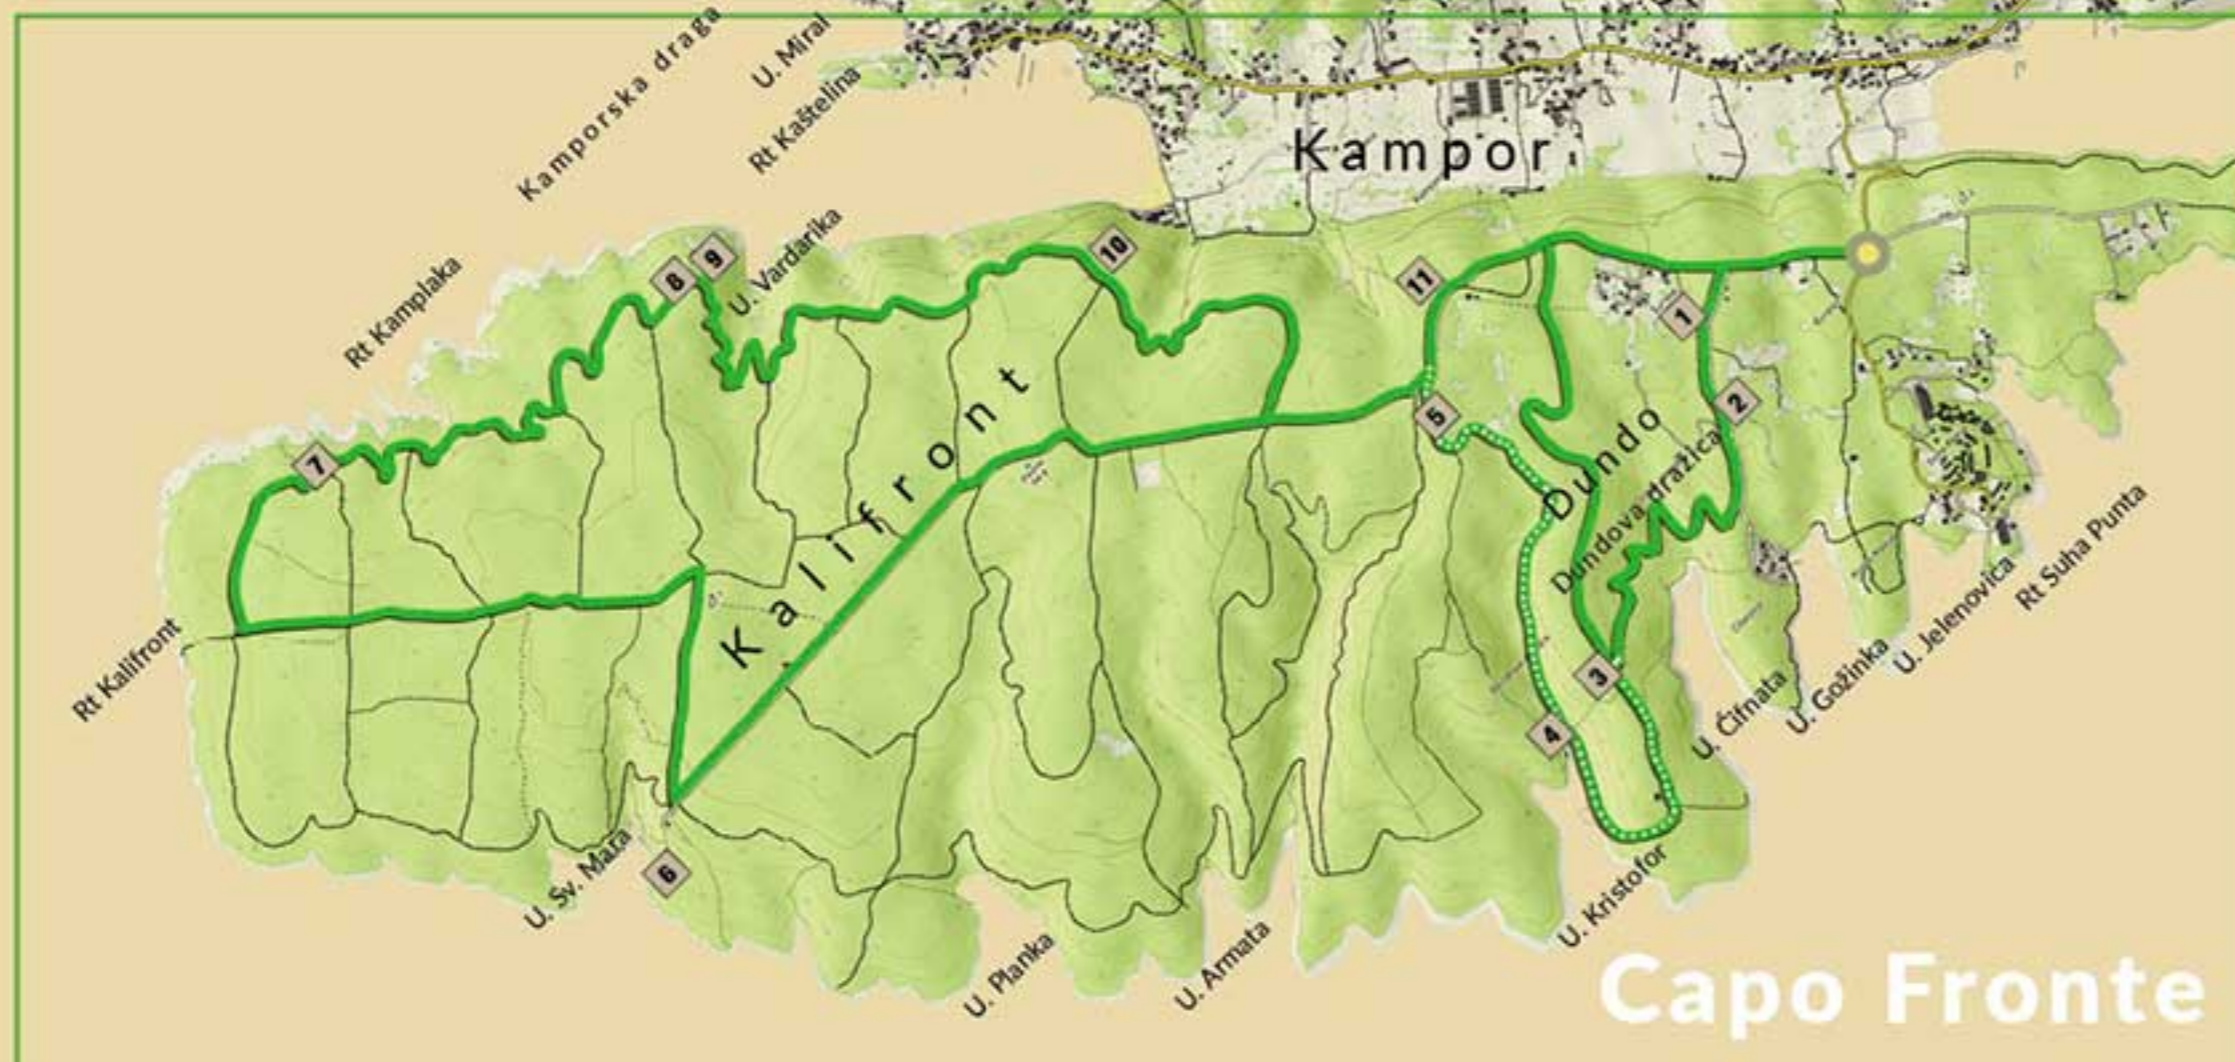 Kamporska draga
U. Miral
Rt Kaštelina
Kampor
Rt Kamplaka
8
9
U. Vardarika
10
11
1
7
5
2
Kalifront
Dundo
Dundova dražica
Rt Kalifront
3
4
U. Sv. Mara
6
U. Planka
U. Armata
U. Kristofor
U. Čifnata
U. Gožinka
U. Jelenovica
Rt Suha Punta
Capo Fronte